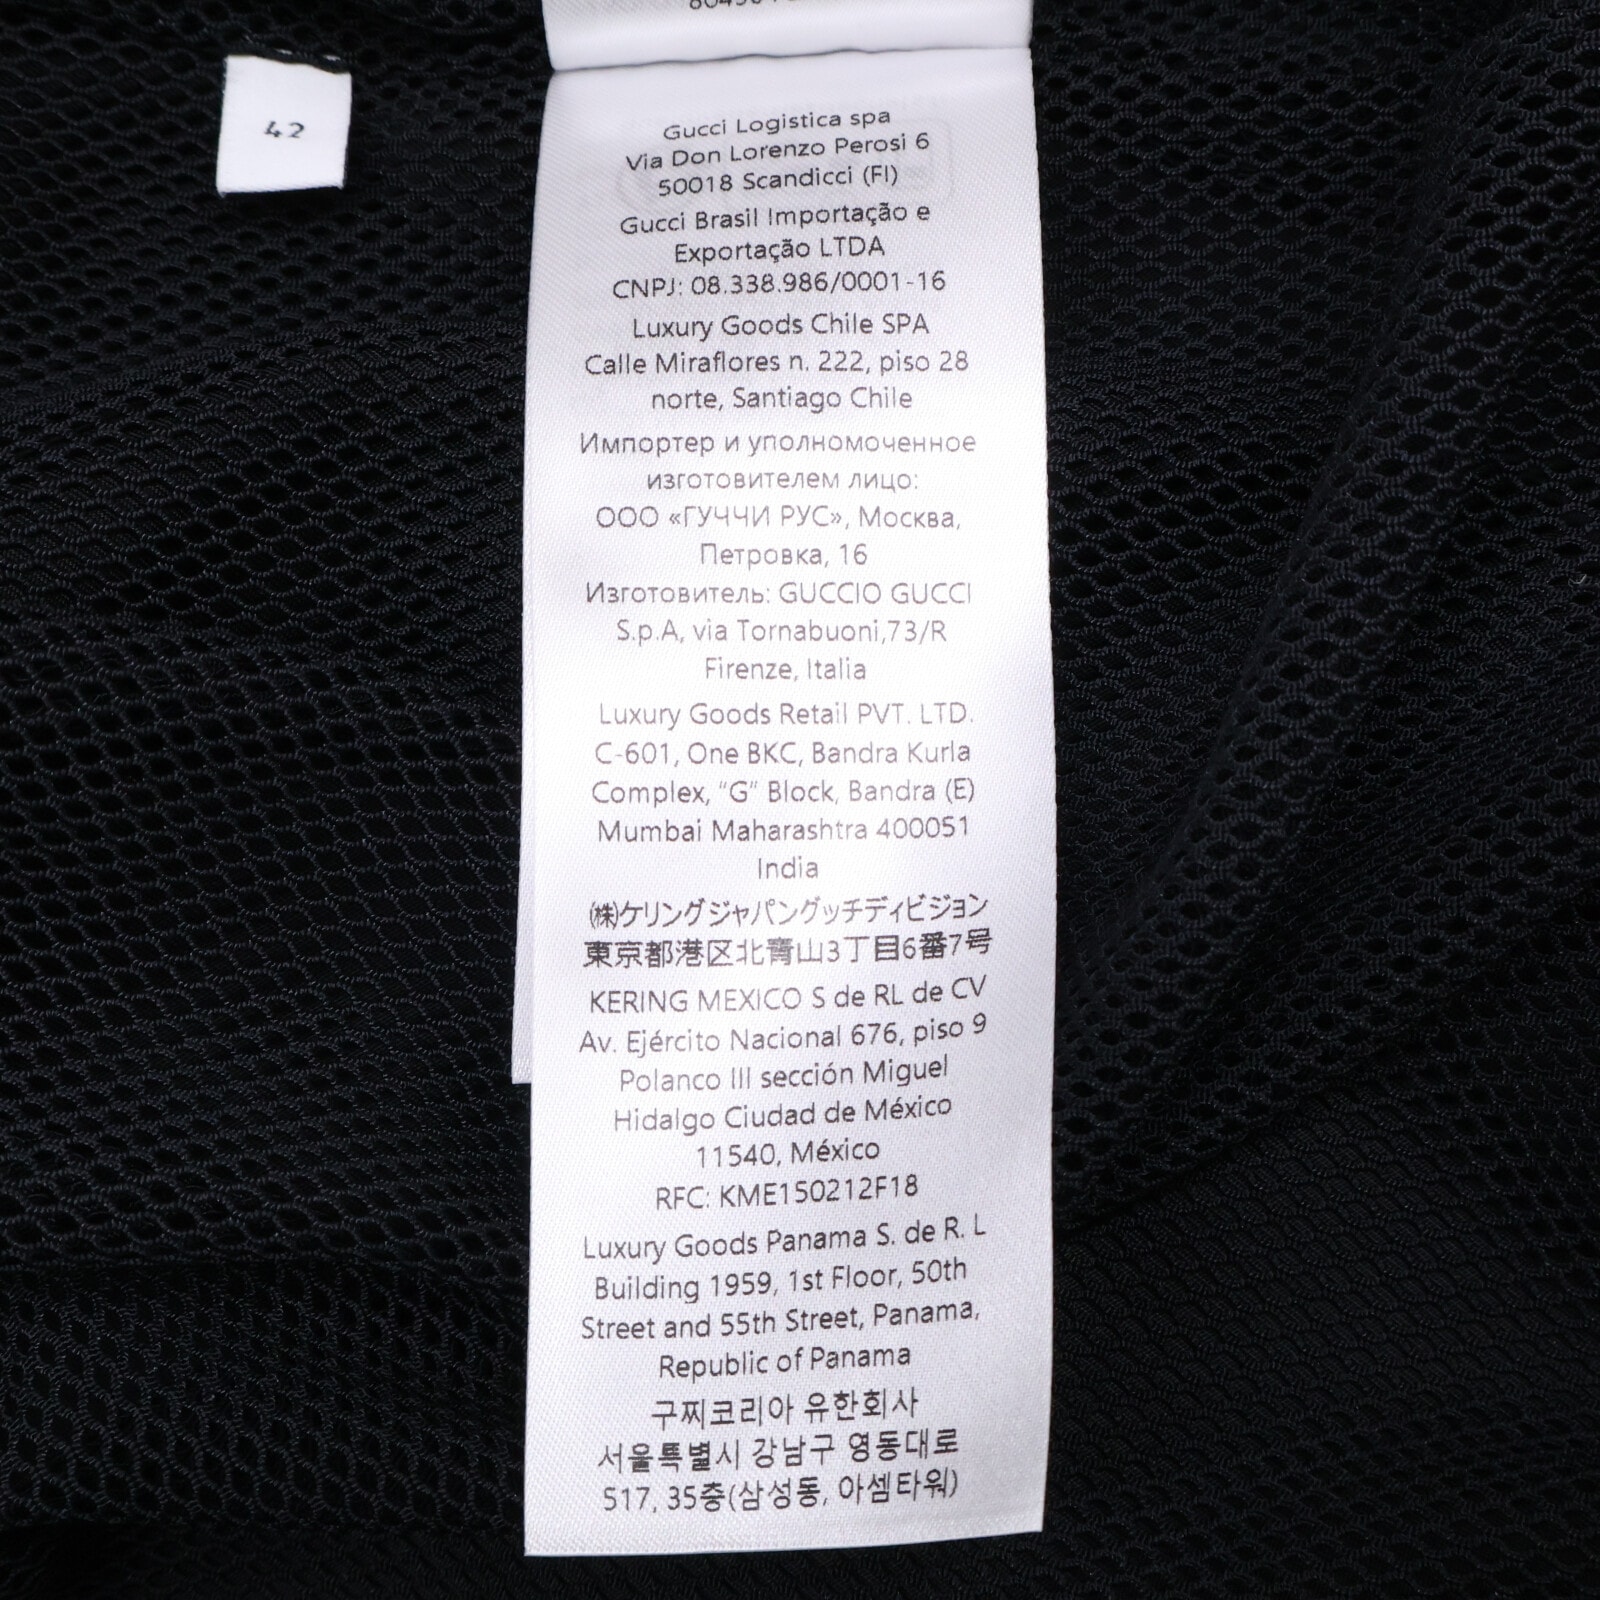 42
Gucci Logistica spa
Via Don Lorenzo Perosi 6
50018 Scandicci (FI)
Gucci Brasil Importação e
Exportação LTDA
CNPJ: 08.338.986/0001-16
Luxury Goods Chile SPA
Calle Miraflores n. 222, piso 28
norte, Santiago Chile
Импортер и уполномоченное
изготовителем лицо:
ООО «ГУЧЧИ РУС», Москва,
Петровка, 16
Изготовитель: GUCCIO GUCCI
S.p.A, via Tornabuoni,73/R
Firenze, Italia
Luxury Goods Retail PVT. LTD.
C-601, One BKC, Bandra Kurla
Complex, "G" Block, Bandra (E)
Mumbai Maharashtra 400051
India
(株)ケリングジャパングッチディビジョン
東京都港区北青山3丁目6番7号
KERING MEXICO S de RL de CV
Av. Ejército Nacional 676, piso 9
Polanco III sección Miguel
Hidalgo Ciudad de México
11540, México
RFC: KME150212F18
Luxury Goods Panama S. de R. L
Building 1959, 1st Floor, 50th
Street and 55th Street, Panama,
Republic of Panama
구찌코리아 유한회사
서울특별시 강남구 영동대로
517, 35층(삼성동, 아셈타워)